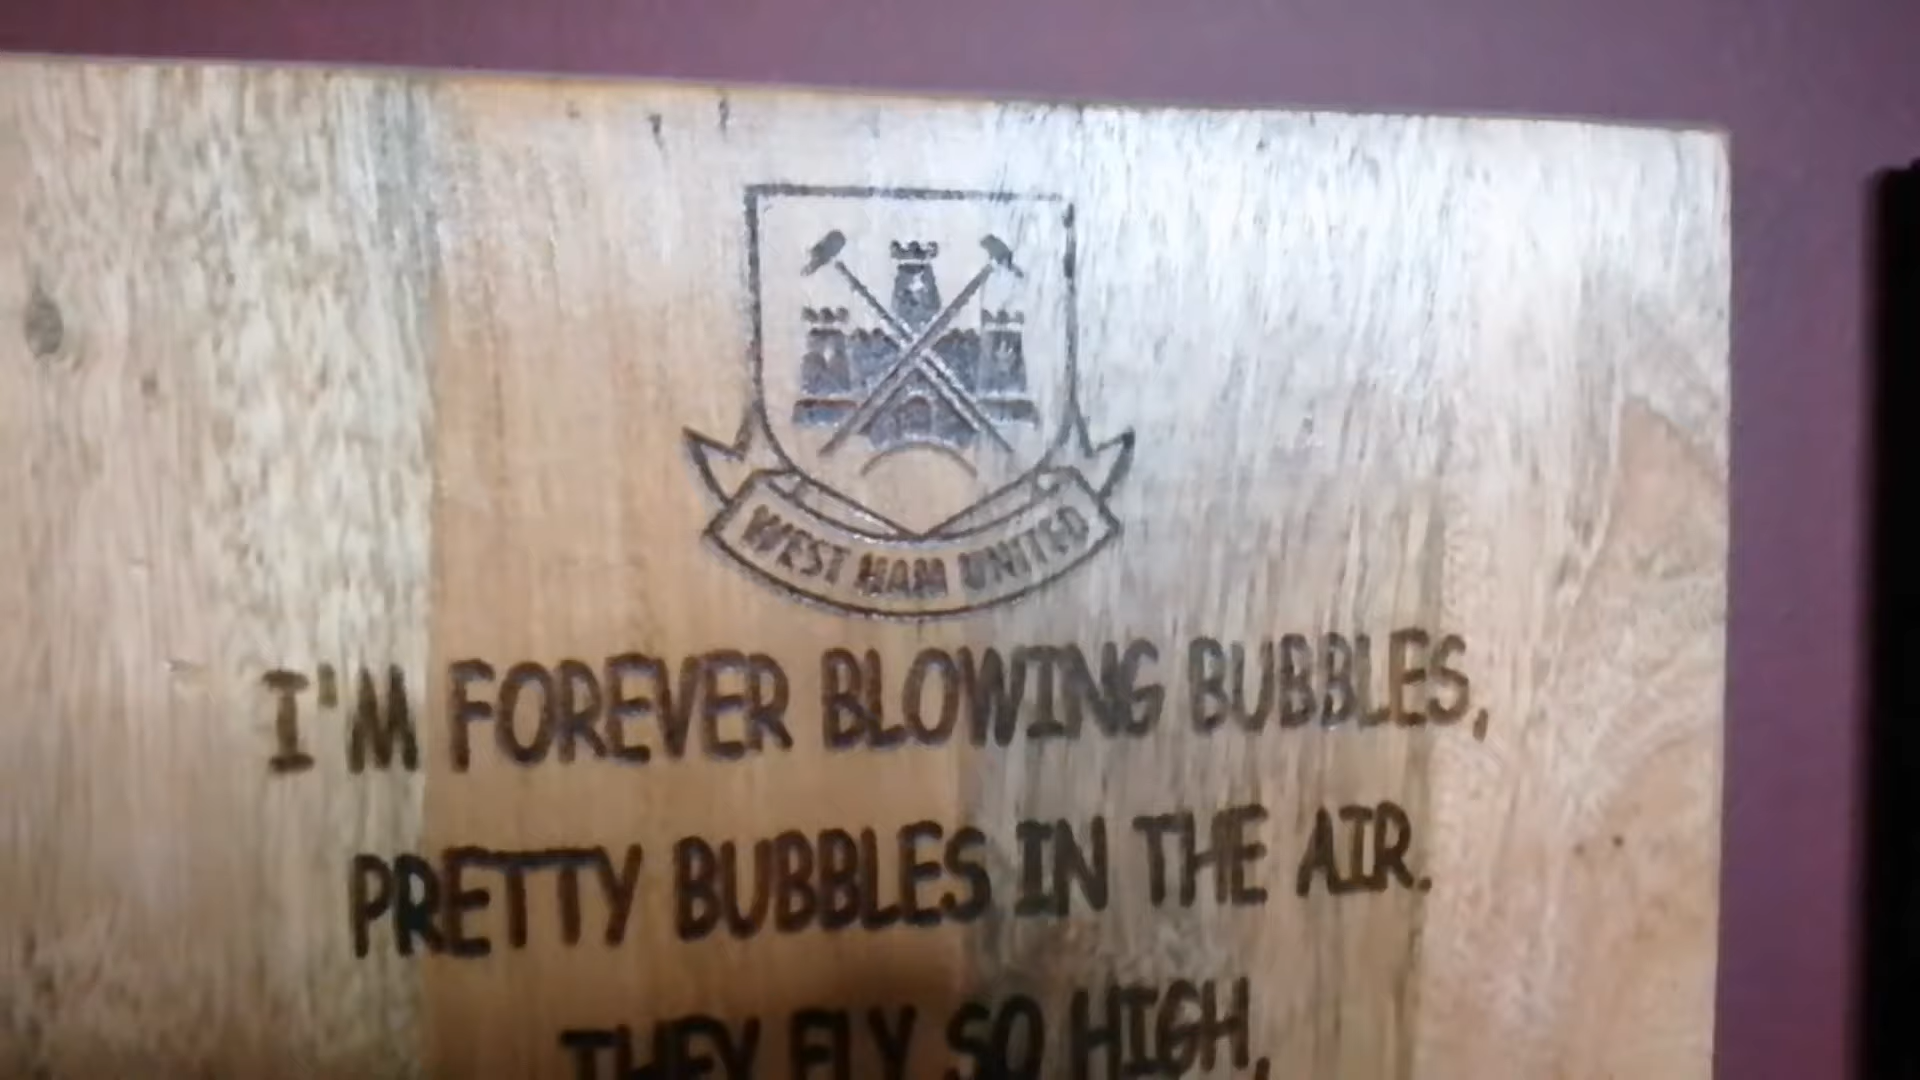 WEST HAM UNITED
I'M FOREVER BLOWING BUBBLES,
PRETTY BUBBLES IN THE AIR.
THEY FLY SO HIGH,